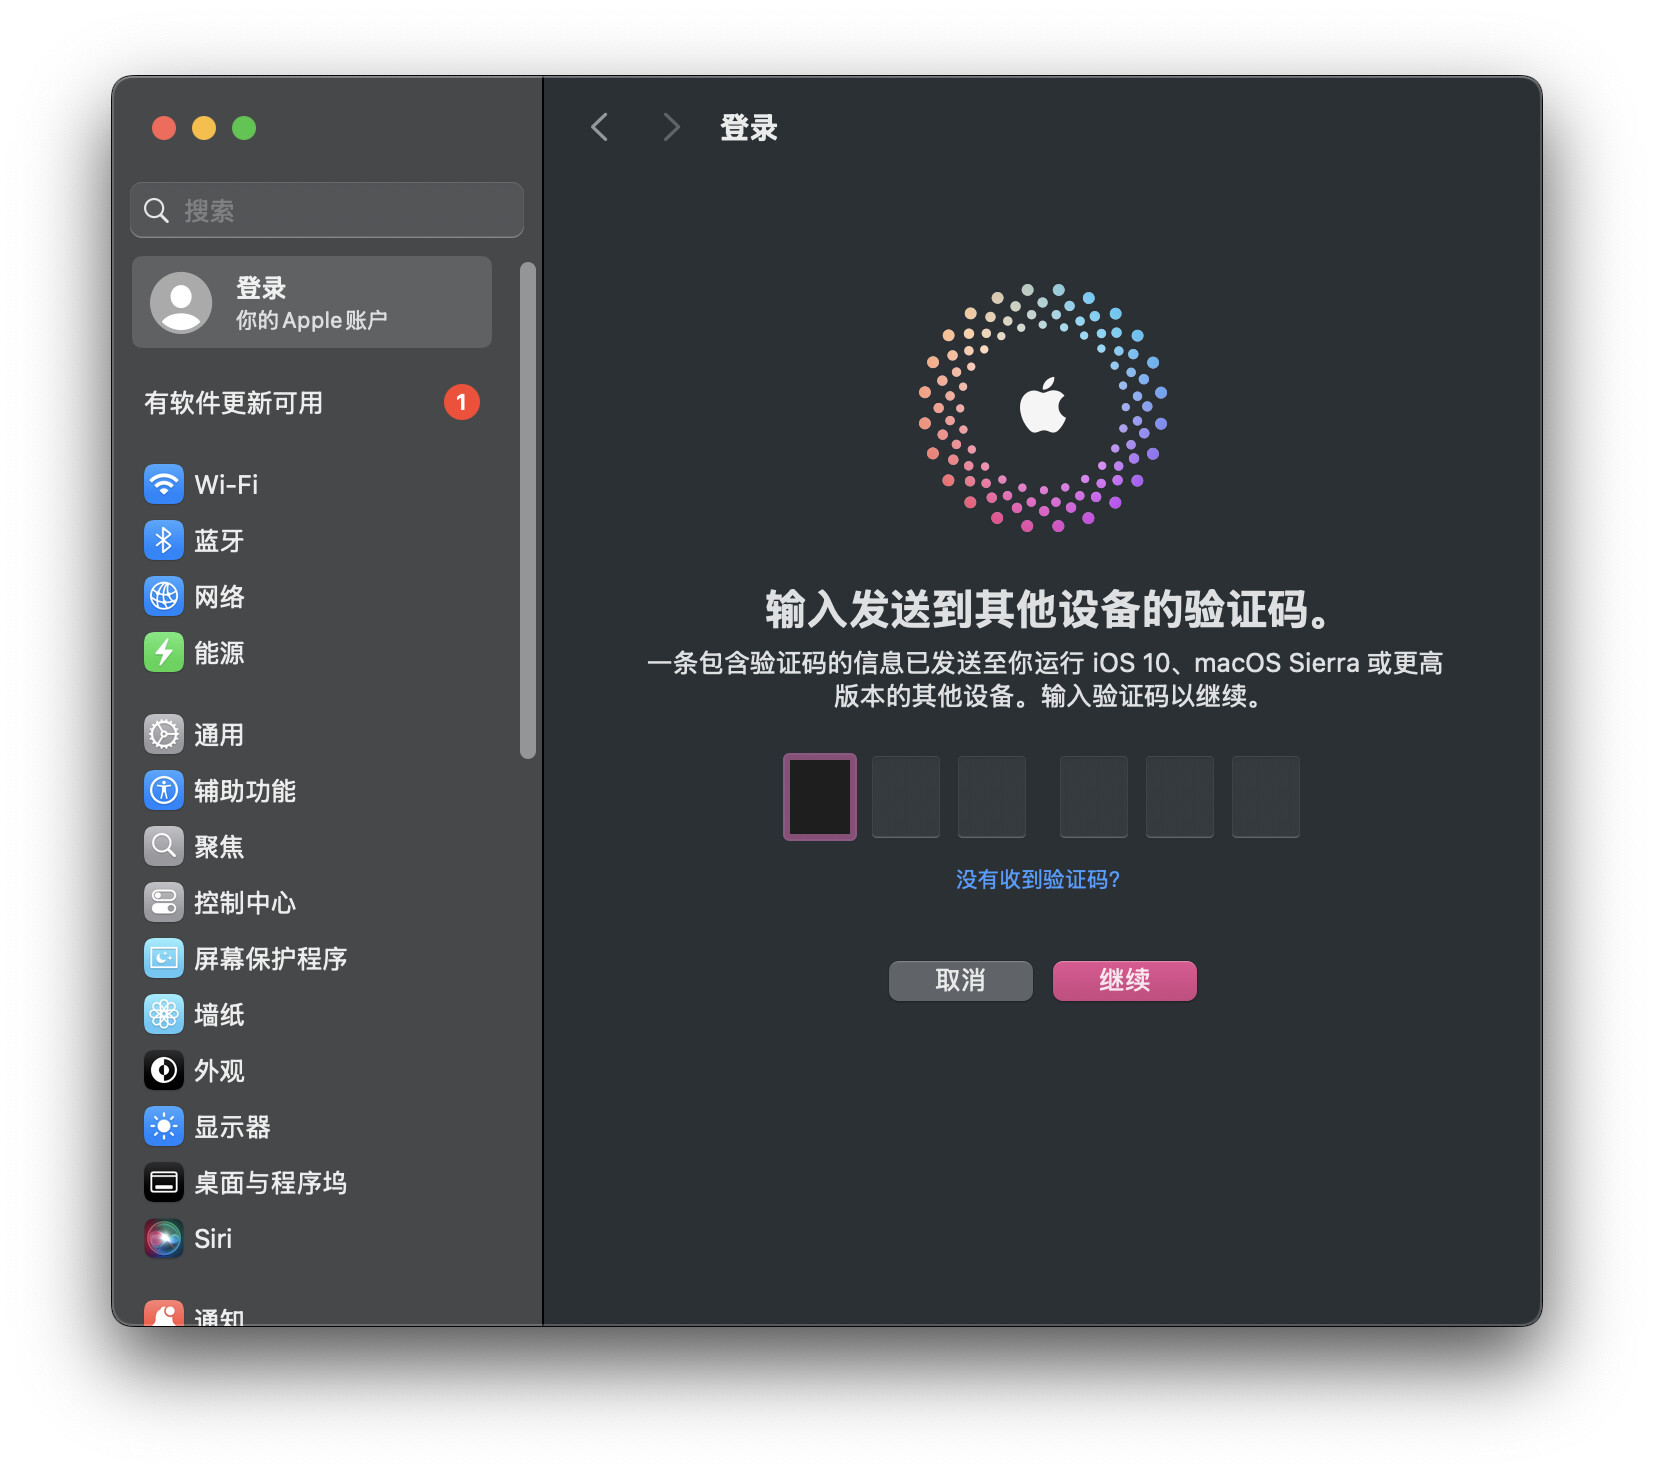 搜索
登录
你的Apple账户
有软件更新可用
1
Wi-Fi
蓝牙
网络
能源
通用
辅助功能
聚焦
控制中心
屏幕保护程序
墙纸
外观
显示器
桌面与程序坞
Siri
通知
登录
输入发送到其他设备的验证码。
一条包含验证码的信息已发送至你运行 iOS 10、macOS Sierra 或更高
版本的其他设备。输入验证码以继续。
没有收到验证码?
取消
继续